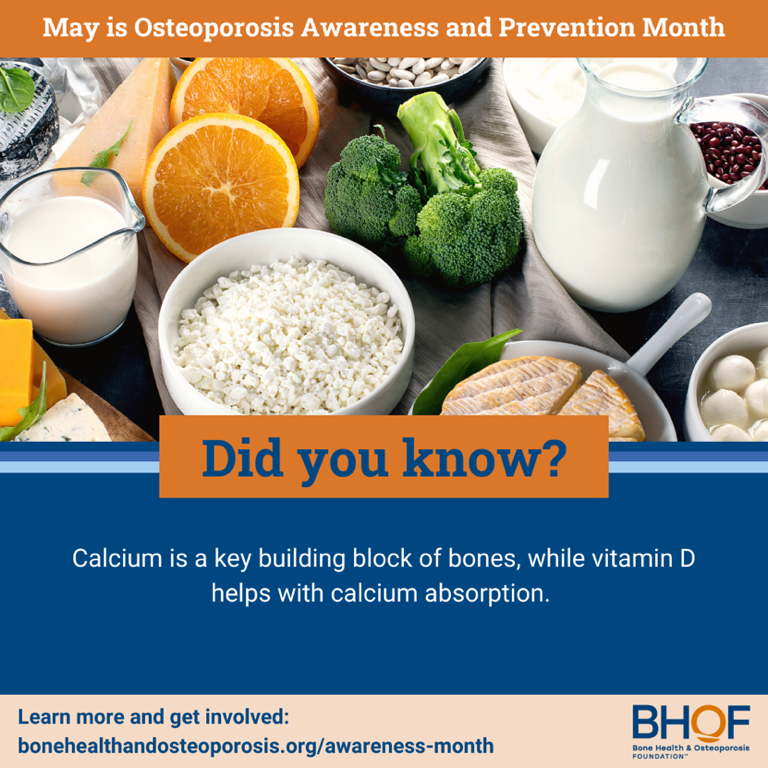 May is Osteoporosis Awareness and Prevention Month
Did you know?
Calcium is a key building block of bones, while vitamin D
helps with calcium absorption.
Learn more and get involved:
bonehealthandosteoporosis.org/awareness-month
BHOF
Bone Health & Osteoporosis
FOUNDATION™